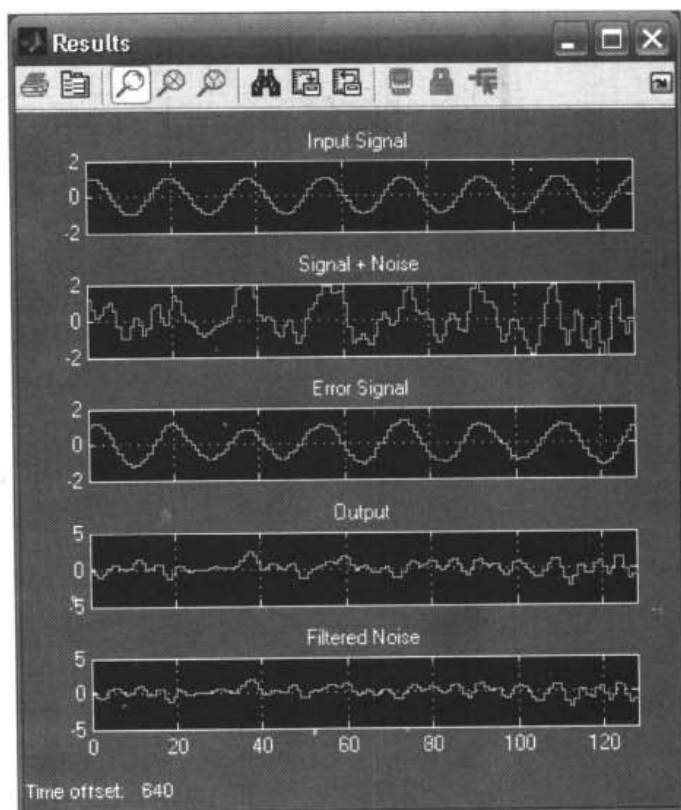 Results
Input Signal
2
0
-2
Signal + Noise
2
0
-2
Error Signal
2
0
-2
Output
5
0
-5
Filtered Noise
5
0
-5
0 20 40 60 80 100 120
Time offset: 640